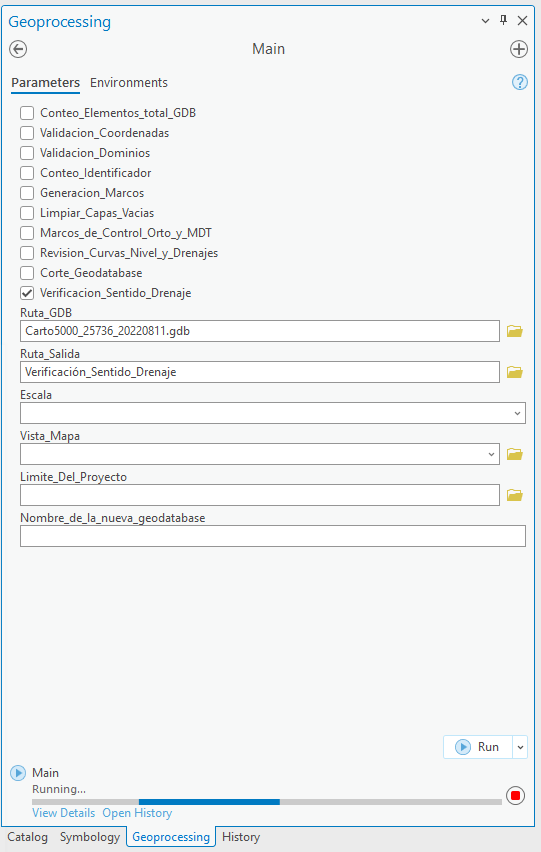 Geoprocessing
Main
Parameters Environments
Conteo_Elementos_total_GDB
Validacion_Coordenadas
Validacion_Dominios
Conteo_Identificador
Generacion_Marcos
Limpiar_Capas_Vacias
Marcos_de_Control_Orto_y_MDT
Revision_Curvas_Nivel_y_Drenajes
Corte_Geodatabase
Verificacion_Sentido_Drenaje
Ruta_GDB
Carto5000_25736_20220811.gdb
Ruta_Salida
Verificación_Sentido_Drenaje
Escala
Vista_Mapa
Limite_Del_Proyecto
Nombre_de_la_nueva_geodatabase
Run
Main
Running...
View Details Open History
Catalog Symbology Geoprocessing History